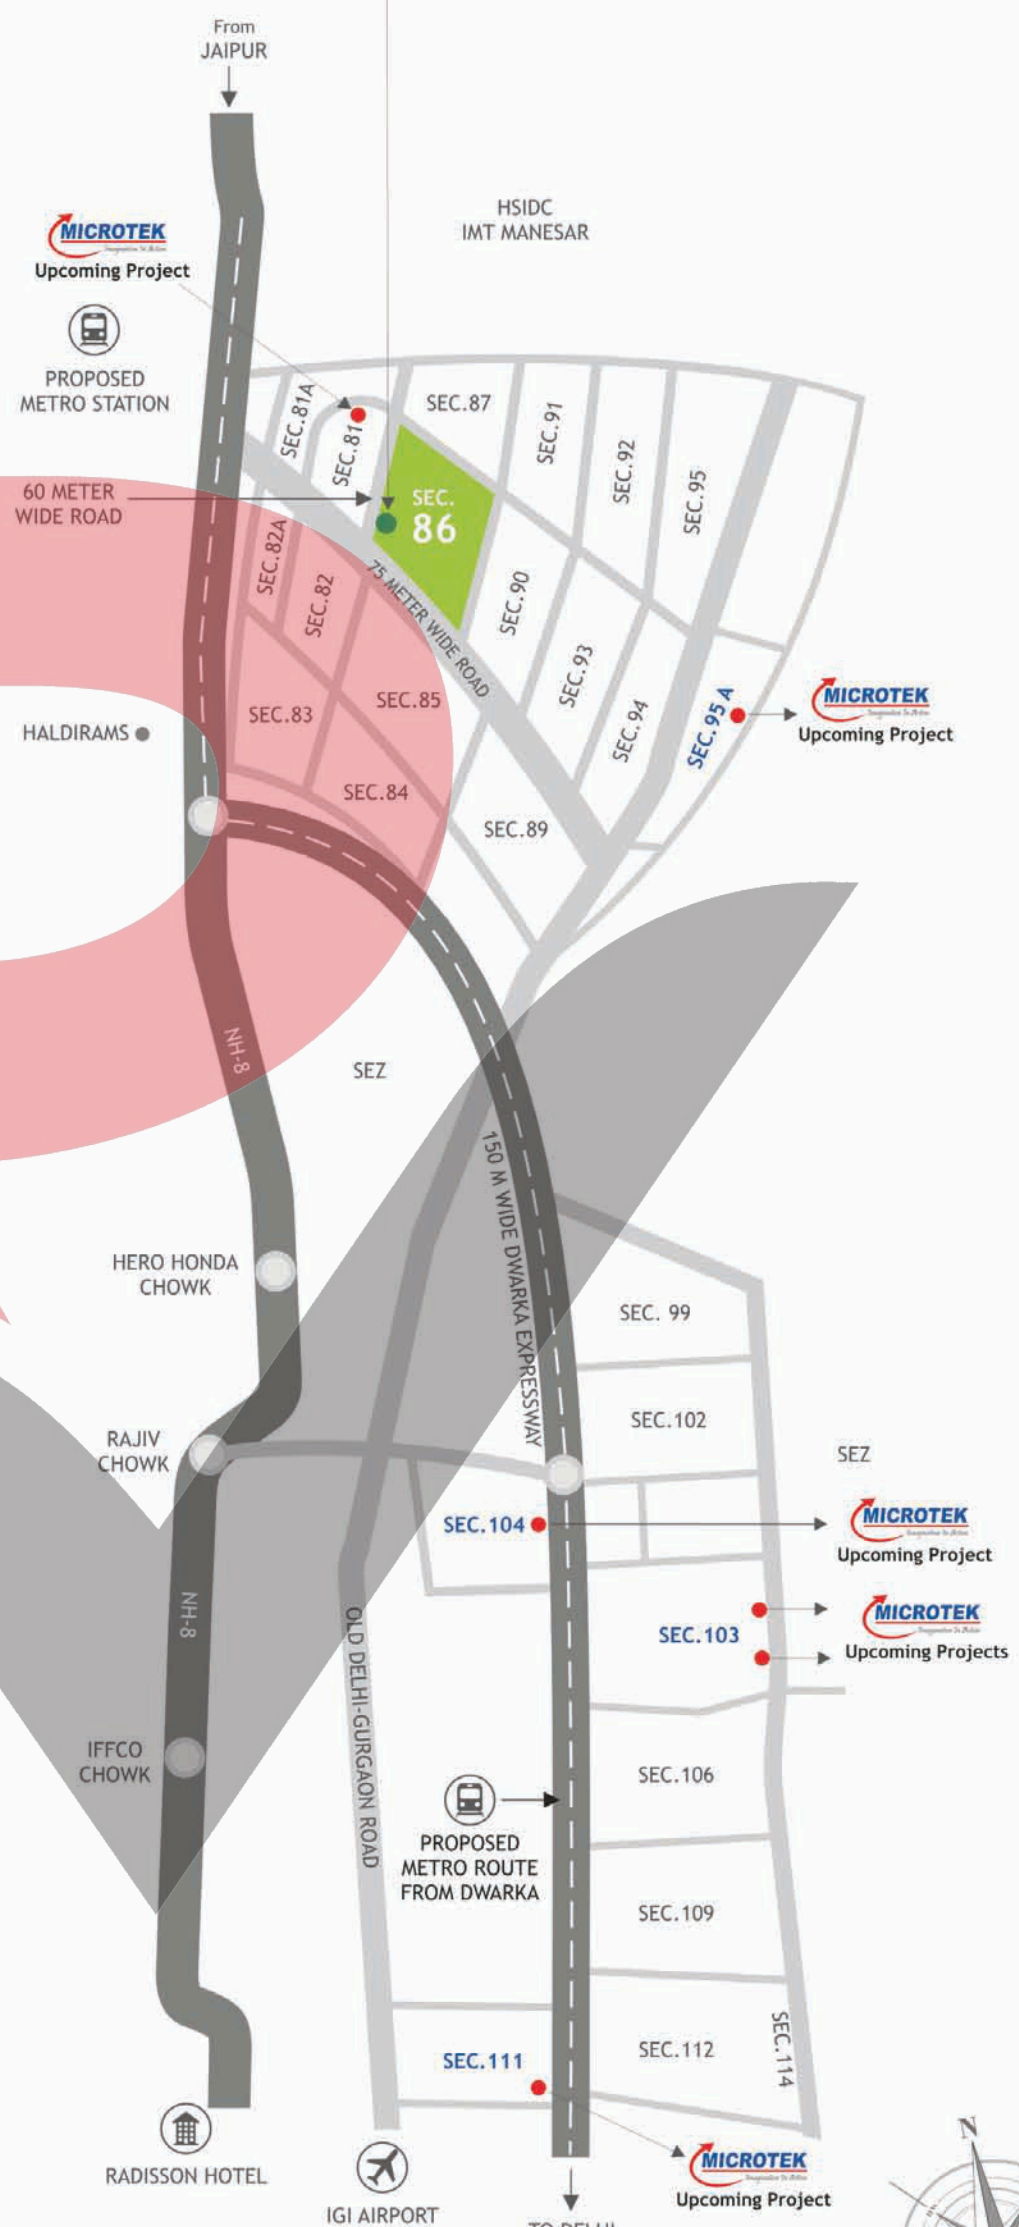 From
JAIPUR
HSIDC
IMT MANESAR
MICROTEK
Upcoming Project
PROPOSED
METRO STATION
SEC.81A
SEC.81
SEC.87
SEC.91
SEC.92
SEC.95
60 METER
WIDE ROAD
SEC.
86
SEC.82A
SEC.82
75 METER WIDE ROAD
SEC.90
SEC.93
SEC.94
SEC.95 A
MICROTEK
Upcoming Project
SEC.83
SEC.85
HALDIRAMS
SEC.84
SEC.89
NH-8
SEZ
150 M WIDE DWARKA EXPRESSWAY
HERO HONDA
CHOWK
SEC. 99
RAJIV
CHOWK
SEC.102
SEZ
SEC.104
MICROTEK
Upcoming Project
NH-8
OLD DELHI-GURGAON ROAD
SEC.103
MICROTEK
Upcoming Projects
IFFCO
CHOWK
SEC.106
PROPOSED
METRO ROUTE
FROM DWARKA
SEC.109
SEC.111
SEC.112
SEC.114
RADISSON HOTEL
IGI AIRPORT
MICROTEK
Upcoming Project
TO DELHI
N